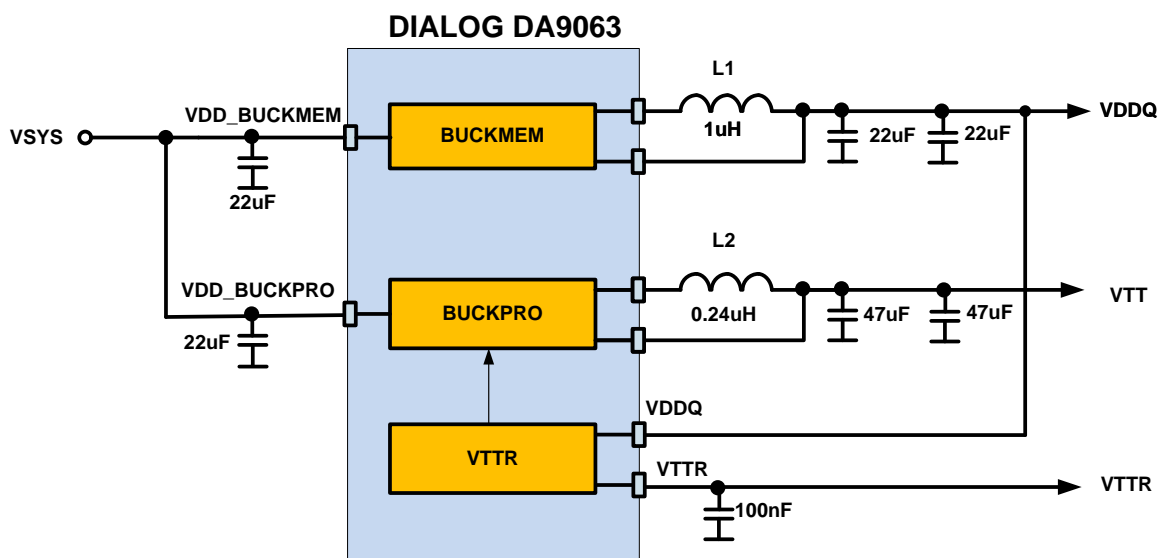 DIALOG DA9063
L1
VDD_BUCKMEM
VDDQ
VSYS
BUCKMEM
1uH
22uF
22uF
22uF
L2
VDD_BUCKPRO
VTT
BUCKPRO
0.24uH
47uF
47uF
22uF
VDDQ
VTTR
VTTR
VTTR
100nF